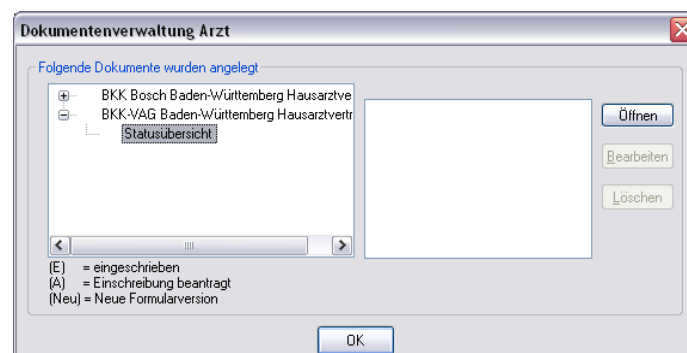 Dokumentenverwaltung Arzt
Folgende Dokumente wurden angelegt
BKK Bosch Baden-Württemberg Hausarztve
BKK-VAG Baden-Württemberg Hausarztvertr
Statusübersicht
Öffnen
Bearbeiten
Löschen
(E) = eingeschrieben
(A) = Einschreibung beantragt
(Neu) = Neue Formularversion
OK